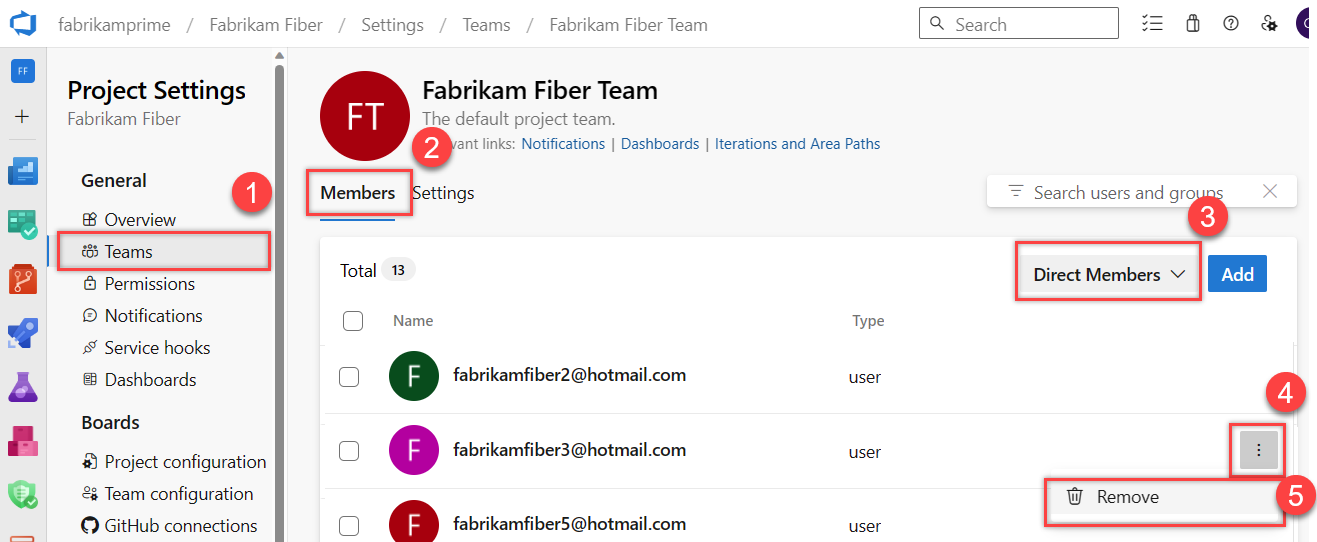 fabrikamprime / Fabrikam Fiber / Settings / Teams / Fabrikam Fiber Team
Search
FF
Project Settings
Fabrikam Fiber
General
1
Overview
Teams
Permissions
Notifications
Service hooks
Dashboards
Boards
Project configuration
Team configuration
GitHub connections
FT
Fabrikam Fiber Team
The default project team.
2
links: Notifications | Dashboards | Iterations and Area Paths
Members Settings
Search users and groups
3
Total 13
Direct Members
Add
Name Type
F fabrikamfiber2@hotmail.com user
4
F fabrikamfiber3@hotmail.com user
Remove
5
F fabrikamfiber5@hotmail.com user